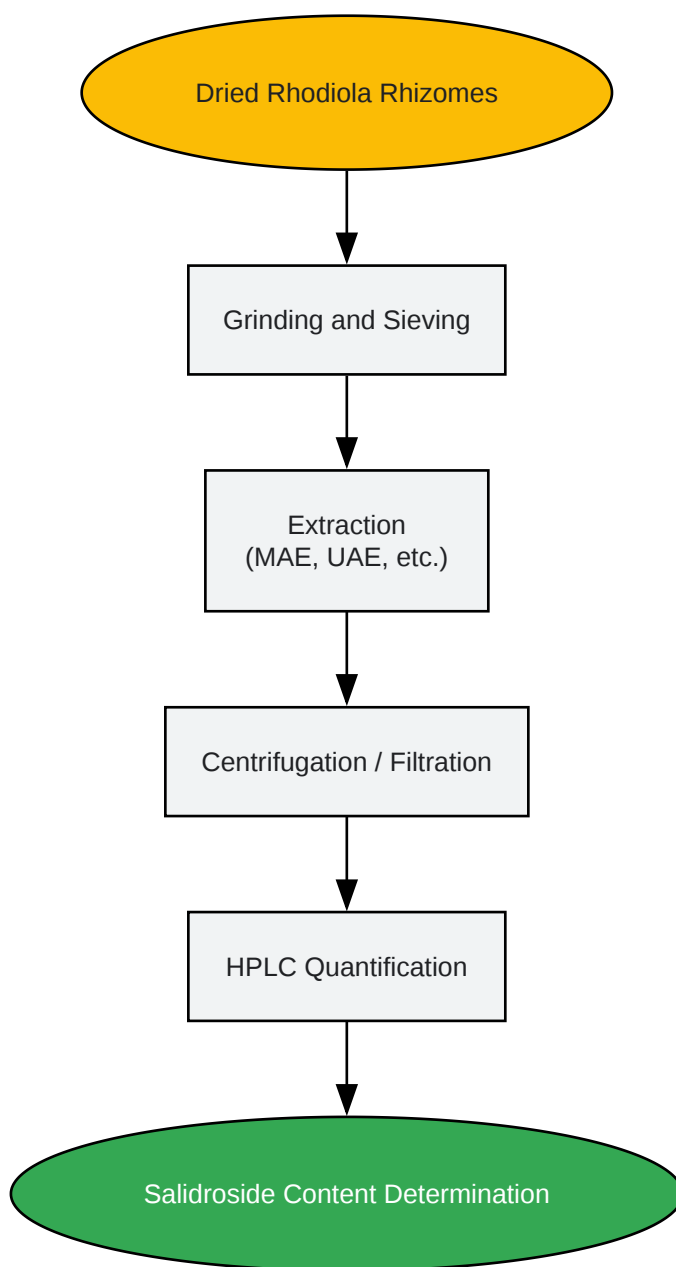 Dried Rhodiola Rhizomes
Grinding and Sieving
Extraction
(MAE, UAE, etc.)
Centrifugation / Filtration
HPLC Quantification
Salidroside Content Determination